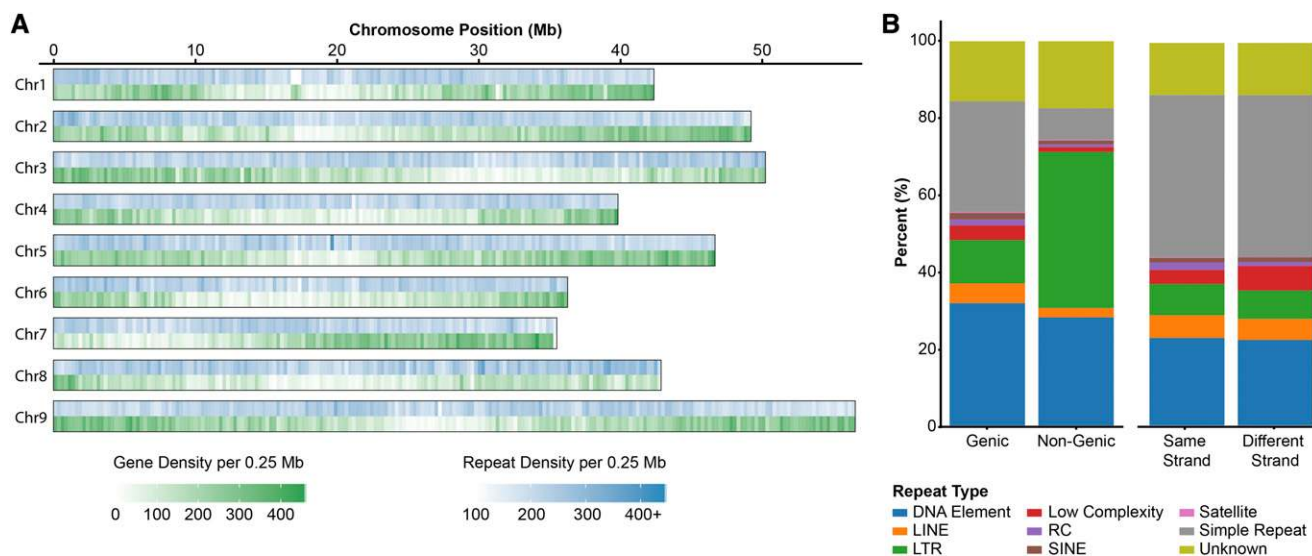 A
Chromosome Position (Mb)
0 10 20 30 40 50
Chr1
Chr2
Chr3
Chr4
Chr5
Chr6
Chr7
Chr8
Chr9
Gene Density per 0.25 Mb
0 100 200 300 400
Repeat Density per 0.25 Mb
100 200 300 400+
B
Percent (%)
100
80
60
40
20
0
Genic Non-Genic Same Strand Different Strand
Repeat Type
DNA Element Low Complexity Satellite
LINE RC Simple Repeat
LTR SINE Unknown